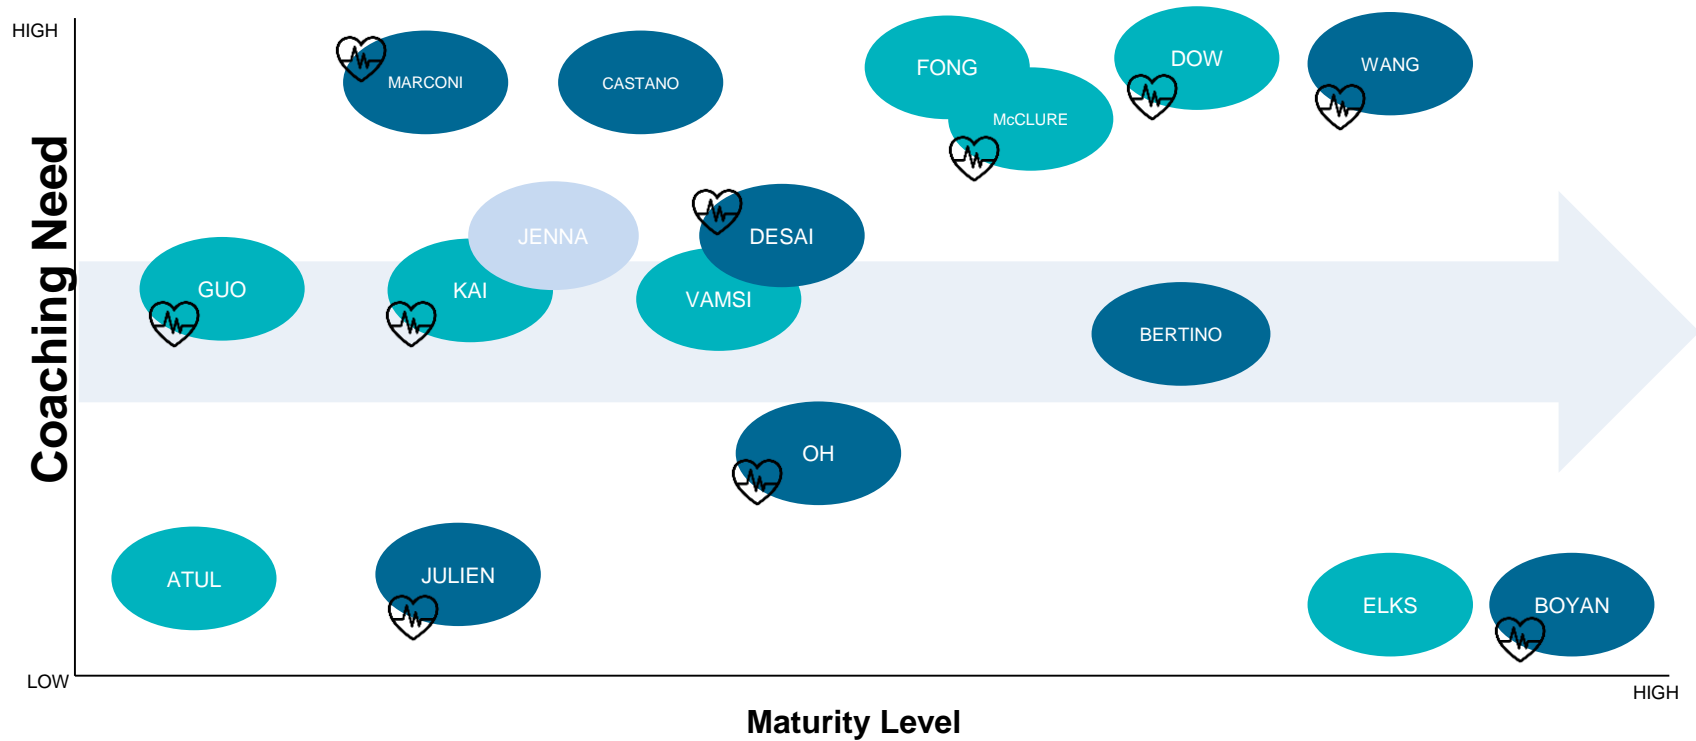 HIGH
MARCONI
CASTANO
FONG
McCLURE
DOW
WANG
Coaching Need
JENNA
DESAI
GUO
KAI
VAMSI
BERTINO
OH
ATUL
JULIEN
ELKS
BOYAN
LOW
HIGH
Maturity Level